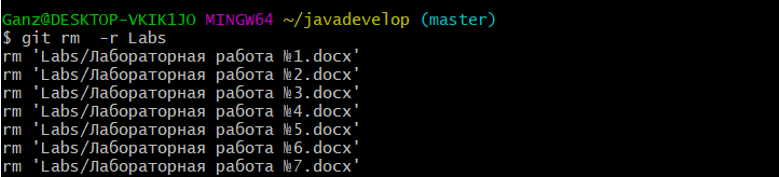 Ganz@DESKTOP-VKIK1JO MINGW64 ~/javadevelop (master)
$ git rm  -r Labs
rm 'Labs/Лабораторная работа №1.docx'
rm 'Labs/Лабораторная работа №2.docx'
rm 'Labs/Лабораторная работа №3.docx'
rm 'Labs/Лабораторная работа №4.docx'
rm 'Labs/Лабораторная работа №5.docx'
rm 'Labs/Лабораторная работа №6.docx'
rm 'Labs/Лабораторная работа №7.docx'